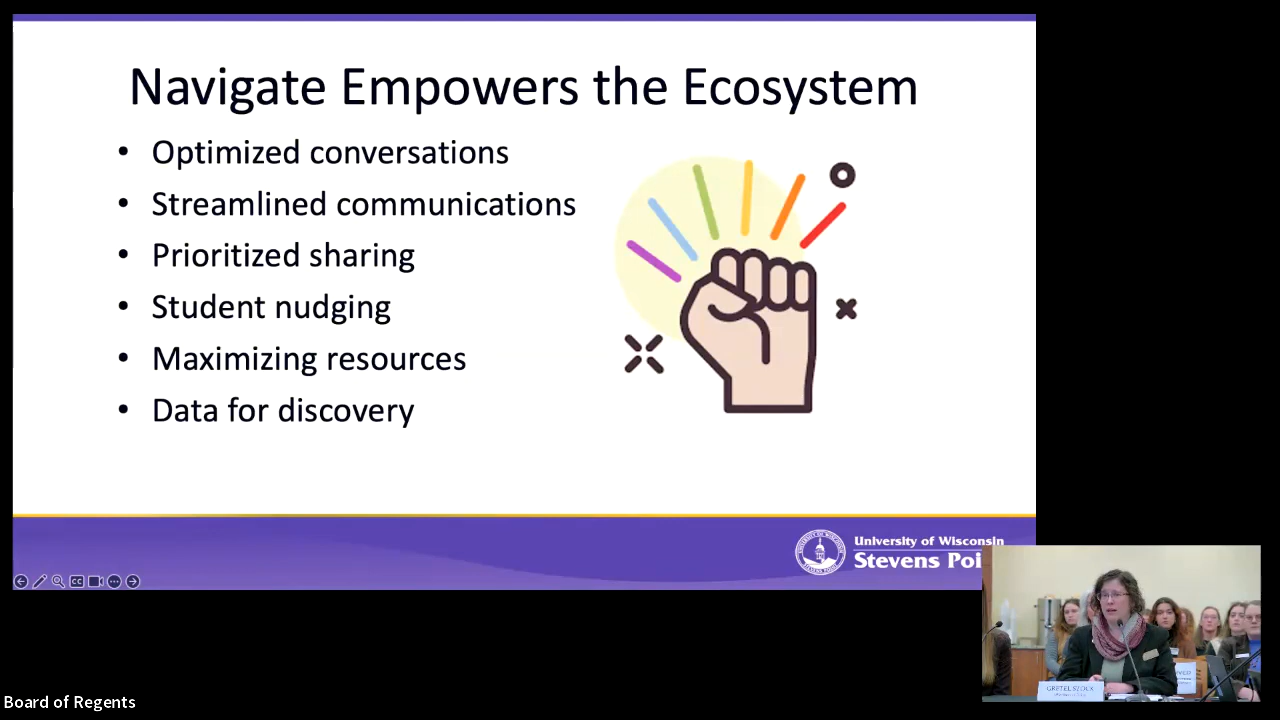 Navigate Empowers the Ecosystem
• Optimized conversations
• Streamlined communications
• Prioritized sharing
• Student nudging
• Maximizing resources
• Data for discovery
University of Wisconsin
Stevens Poi
CC
GRETEL STOCK
Board of Regents